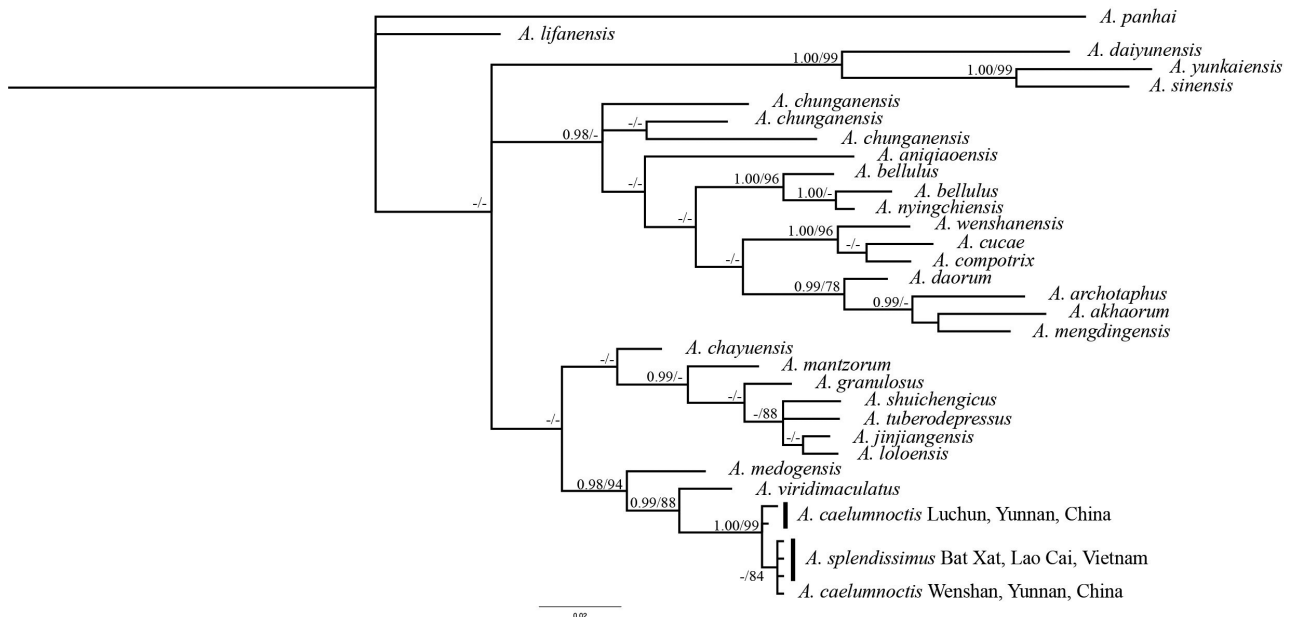 A. panhai
A. lifanensis
A. daiyunensis
1.00/99
A. yunkaiensis
1.00/99
A. sinensis
A. chunganensis
A. chunganensis
-/-
0.98/-
A. chunganensis
A. aniqiaoensis
A. bellulus
1.00/96
-/-
A. bellulus
1.00/-
A. nyingchiensis
-/-
A. wenshanensis
-/-
1.00/96
A. cucae
-/-
A. compotrix
-/-
A. daorum
0.99/78
A. archotaphus
0.99/-
A. akhaorum
A. mengdingensis
A. chayuensis
-/-
A. mantzorum
0.99/-
A. granulosus
-/-
A. shuichengicus
-/88
A. tuberodepressus
-/-
A. jinjiangensis
-/-
A. loloensis
A. medogensis
0.98/94
A. viridimaculatus
0.99/88
A. caelumnoctis Luchun, Yunnan, China
1.00/99
A. splendissimus Bat Xat, Lao Cai, Vietnam
-/84
A. caelumnoctis Wenshan, Yunnan, China
0.02